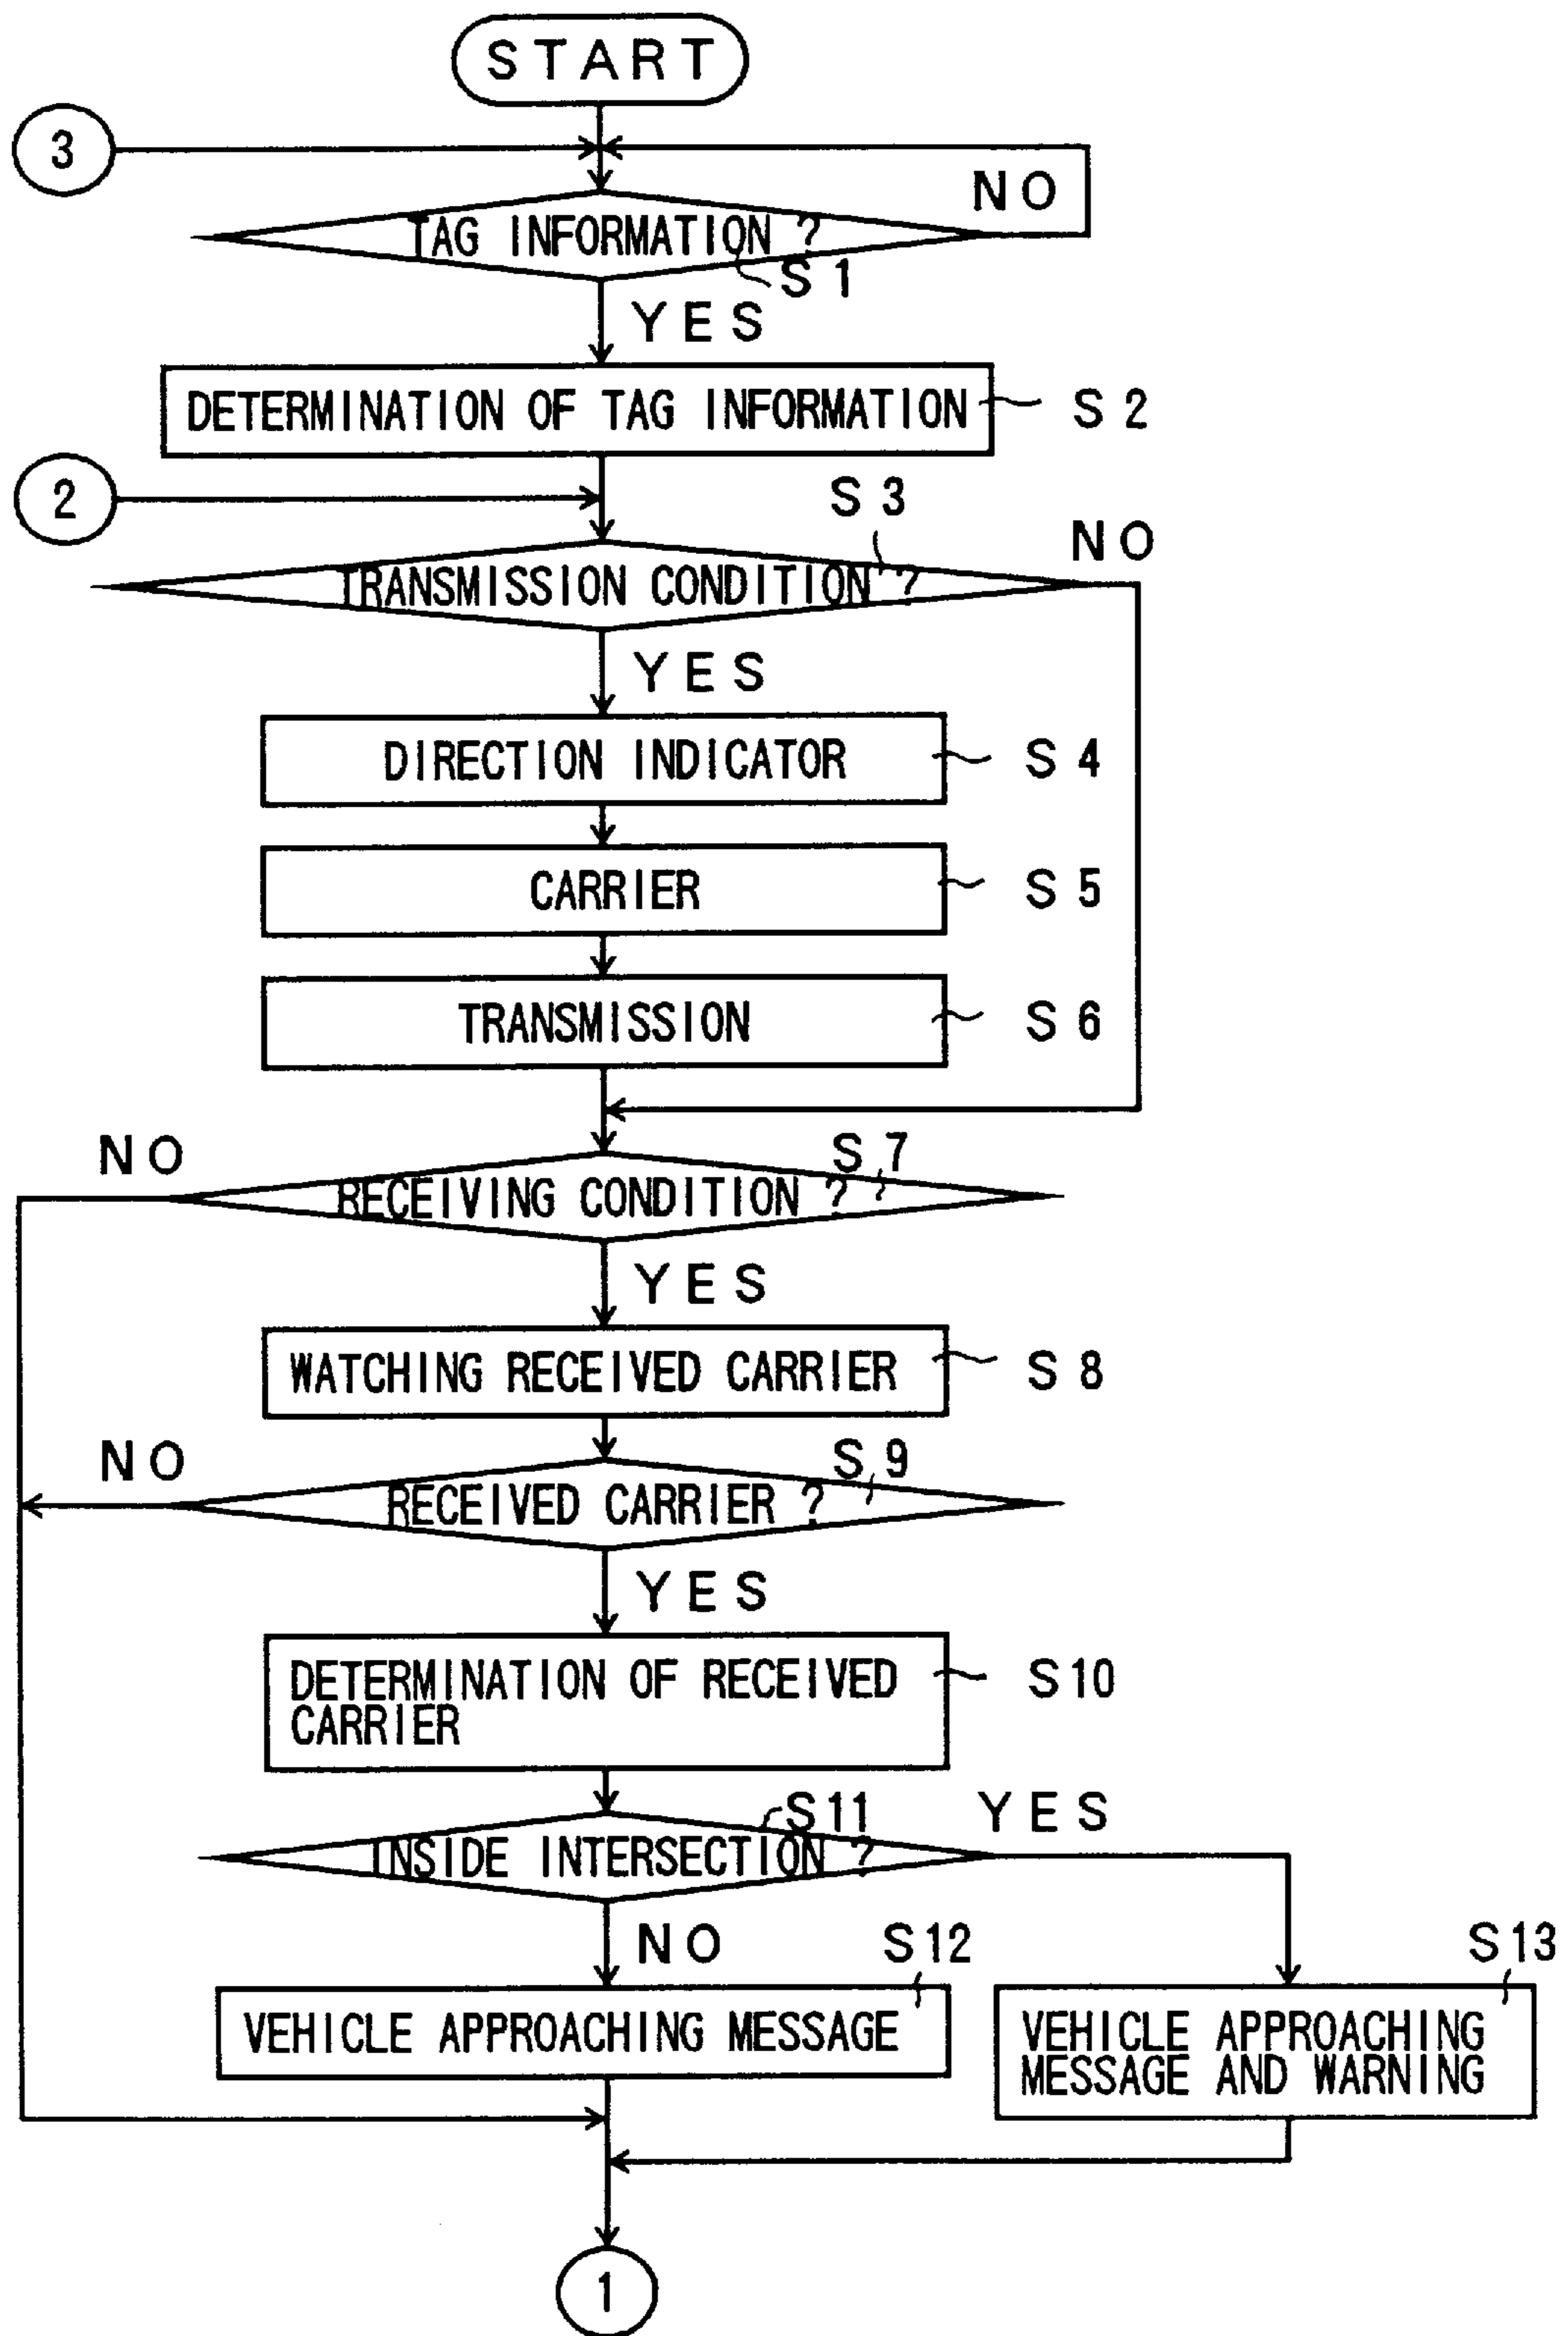 START
3
NO
TAG INFORMATION ?
S1
YES
DETERMINATION OF TAG INFORMATION
S2
2
S3
NO
TRANSMISSION CONDITION ?
YES
DIRECTION INDICATOR
S4
CARRIER
S5
TRANSMISSION
S6
NO
S7
RECEIVING CONDITION ?
YES
WATCHING RECEIVED CARRIER
S8
NO
S9
RECEIVED CARRIER ?
YES
DETERMINATION OF RECEIVED
CARRIER
S10
S11
YES
INSIDE INTERSECTION ?
NO
S12
S13
VEHICLE APPROACHING MESSAGE
VEHICLE APPROACHING
MESSAGE AND WARNING
1